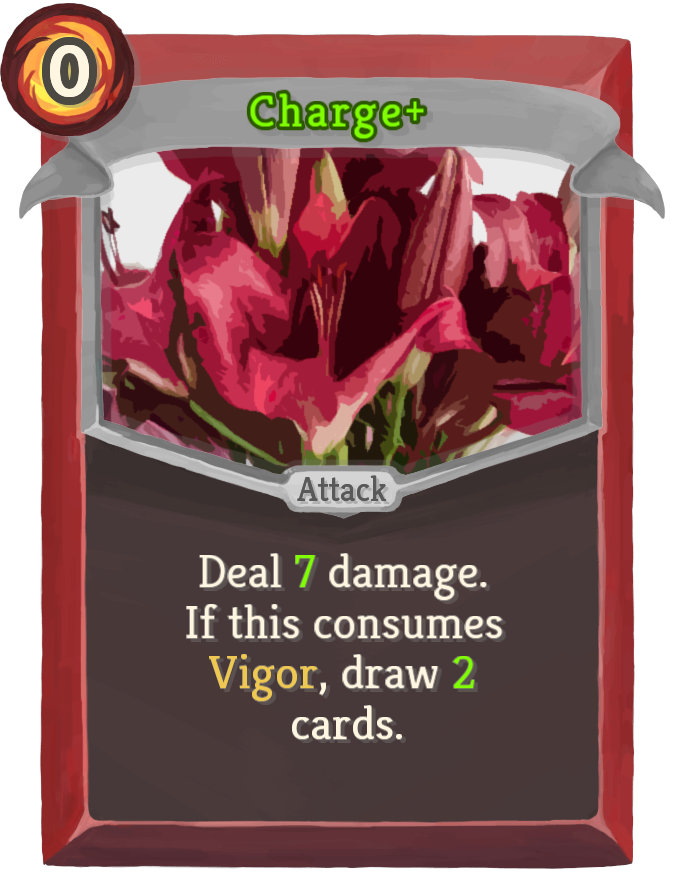 0
Charge+
Attack
Deal 7 damage.
If this consumes
Vigor, draw 2
cards.